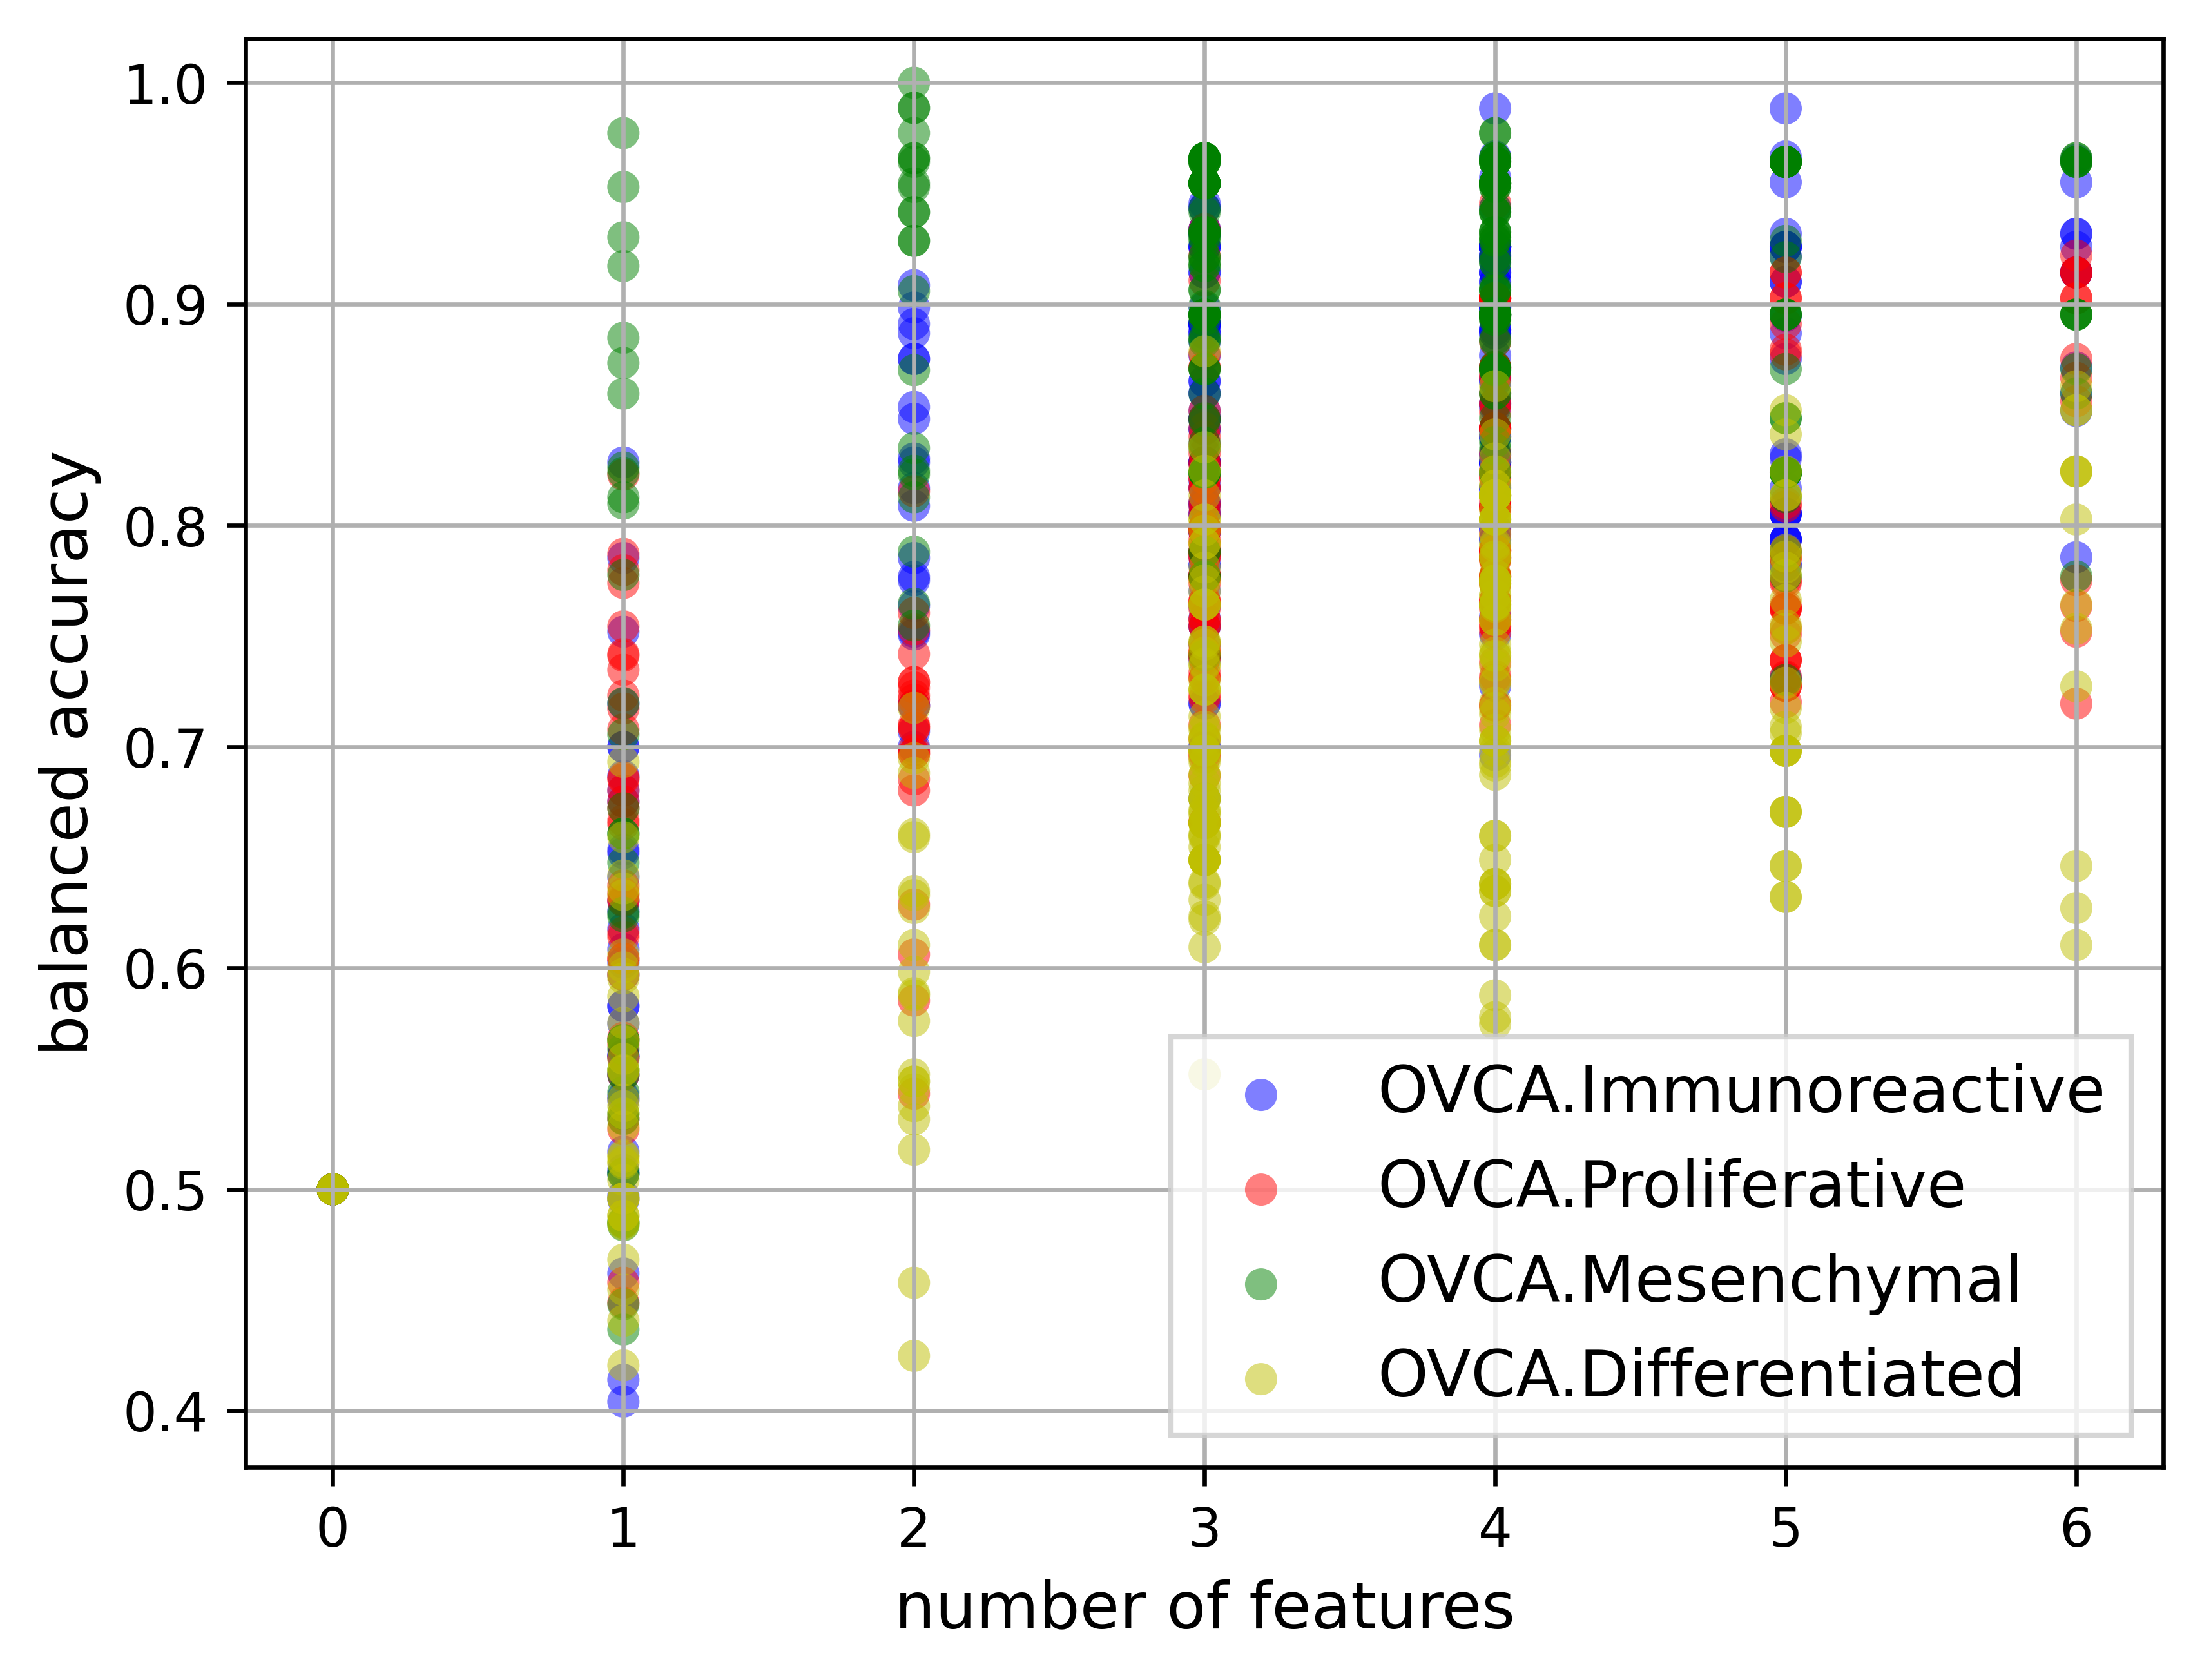 1.0
0.9
0.8
0.7
0.6
0.5
0.4
balanced accuracy
OVCA.Immunoreactive
OVCA.Proliferative
OVCA.Mesenchymal
OVCA.Differentiated
0 1 2 3 4 5 6
number of features